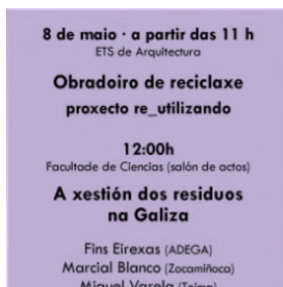 8 de maio · a partir das 11 h
ETS de Arquitectura
Obradoiro de reciclaxe
proxecto re_utilizando
12:00h
Facultade de Ciencias (salón de actos)
A xestión dos residuos
na Galiza
Fins Eirexas (ADEGA)
Marcial Blanco (Zocamiñoca)
Miguel Varela